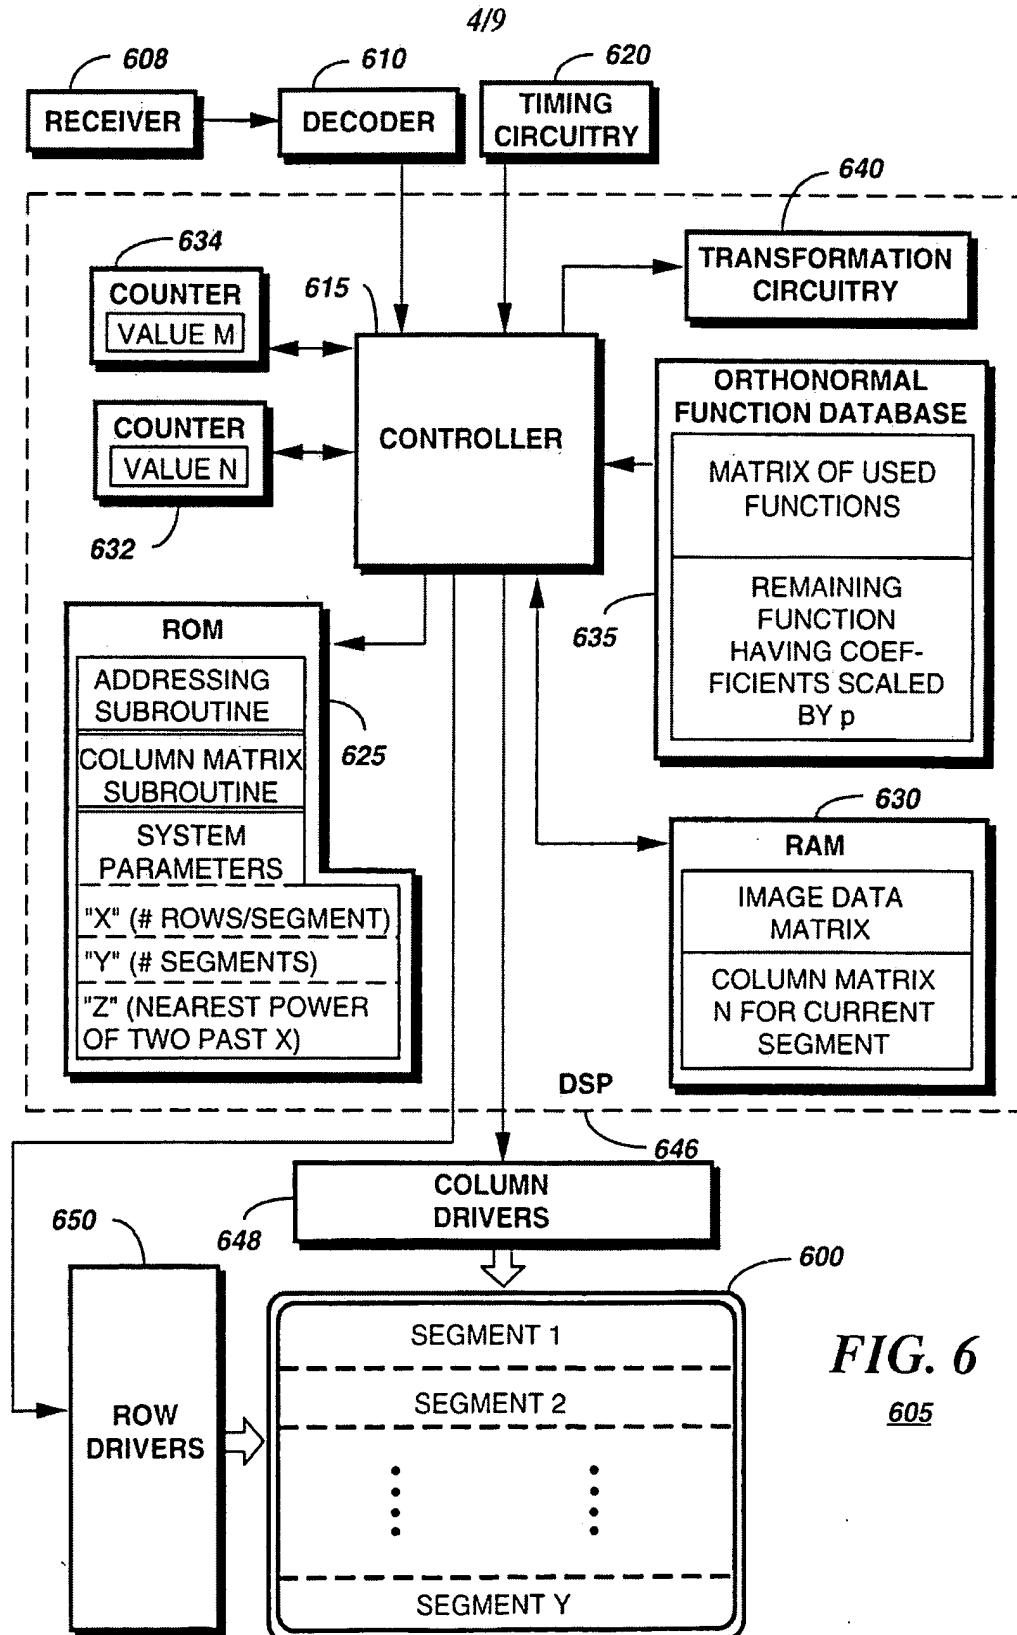 4/9
608
610
620
RECEIVER
DECODER
TIMING
CIRCUITRY
640
634
COUNTER
VALUE M
615
TRANSFORMATION
CIRCUITRY
COUNTER
VALUE N
632
CONTROLLER
ORTHONORMAL
FUNCTION DATABASE
MATRIX OF USED
FUNCTIONS
REMAINING
FUNCTION
HAVING COEF-
FICIENTS SCALED
BY p
635
ROM
ADDRESSING
SUBROUTINE
COLUMN MATRIX
SUBROUTINE
SYSTEM
PARAMETERS
"X" (# ROWS/SEGMENT)
"Y" (# SEGMENTS)
"Z" (NEAREST POWER
OF TWO PAST X)
625
630
RAM
IMAGE DATA
MATRIX
COLUMN MATRIX
N FOR CURRENT
SEGMENT
DSP
646
COLUMN
DRIVERS
648
650
ROW
DRIVERS
600
SEGMENT 1
SEGMENT 2
SEGMENT Y
FIG. 6
605